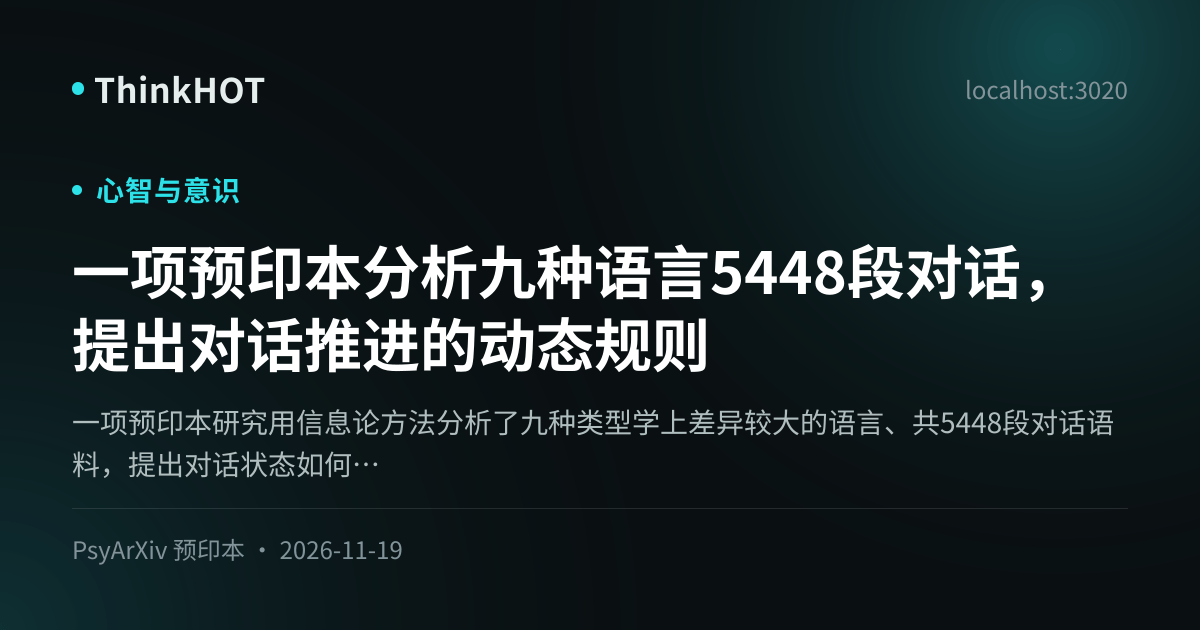 ThinkHOT
localhost:3020
心智与意识
一项预印本分析九种语言5448段对话，
提出对话推进的动态规则
一项预印本研究用信息论方法分析了九种类型学上差异较大的语言、共5448段对话语
料，提出对话状态如何…
PsyArXiv 预印本 · 2026-11-19